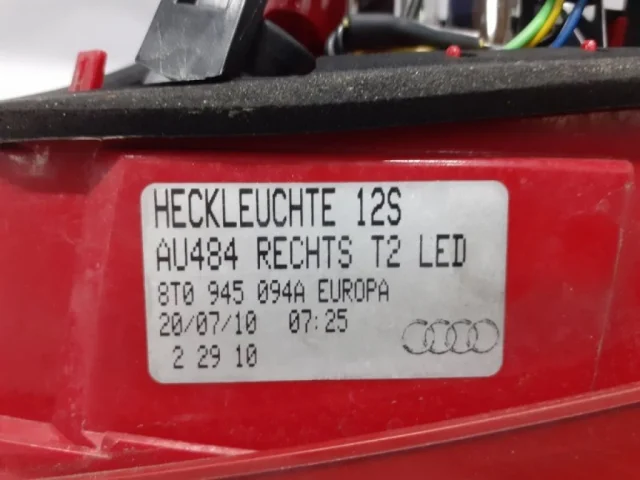 HECKLEUCHTE 12S
AU484 RECHTS T2 LED
8T0 945 094A EUROPA
20/07/10 07:25
2 29 10